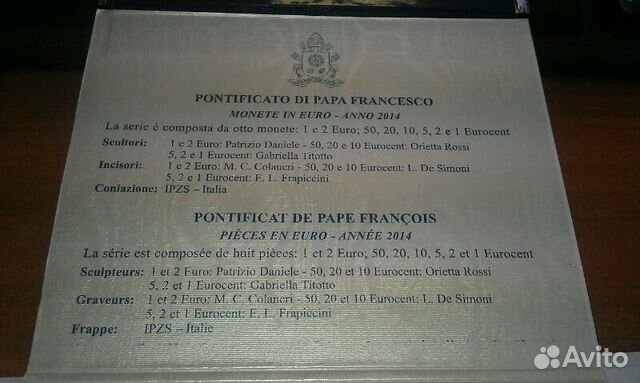 PONTIFICATO DI PAPA FRANCESCO
MONETE IN EURO - ANNO 2014
La serie è composta da otto monete: 1 e 2 Euro; 50, 20, 10, 5, 2 e 1 Eurocent
Scultori: 1 e 2 Euro: Patrizio Daniele - 50, 20 e 10 Eurocent: Orietta Rossi
5, 2 e 1 Eurocent: Gabriella Titotto
Incisori: 1 e 2 Euro: M. C. Colaneri - 50, 20 e 10 Eurocent: L. De Simoni
5, 2 e 1 Eurocent: E. L. Frapiccini
Coniazione: IPZS – Italia
PONTIFICAT DE PAPE FRANÇOIS
PIÈCES EN EURO - ANNÉE 2014
La série est composée de huit pièces: 1 et 2 Euro; 50, 20, 10, 5, 2 et 1 Eurocent
Sculpteurs: 1 et 2 Euro: Patrizio Daniele - 50, 20 et 10 Eurocent: Orietta Rossi
5, 2 et 1 Eurocent: Gabriella Titotto
Graveurs: 1 et 2 Euro: M. C. Colaneri - 50, 20 et 10 Eurocent: L. De Simoni
5, 2 et 1 Eurocent: E. L. Frapiccini
Frappe: IPZS – Italie
Avito